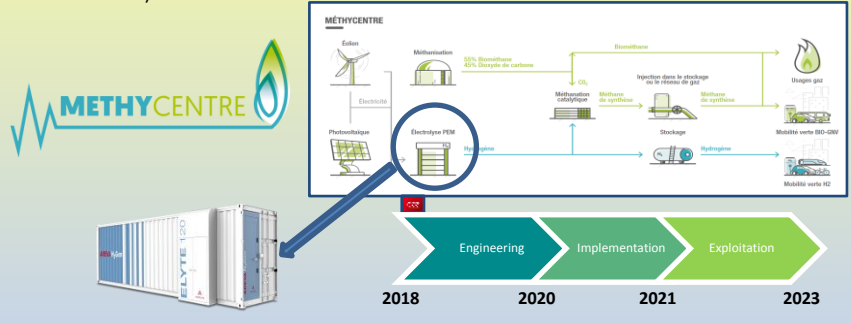 METHYCENTRE
MÉTHYCENTRE
Éolien
Méthanisation
55% Biométhane
45% Dioxyde de carbone
Biométhane
Usages gaz
CO₂
Électricité
Méthanation
catalytique
Méthane
de synthèse
Injection dans le stockage
ou le réseau de gaz
Méthane
de synthèse
Mobilité verte BIO-GNV
Photovoltaïque
Électrolyse PEM
H₂
Hydrogène
Stockage
H₂
Hydrogène
Mobilité verte H2
ELYTE 120
Engineering
Implementation
Exploitation
2018
2020
2021
2023